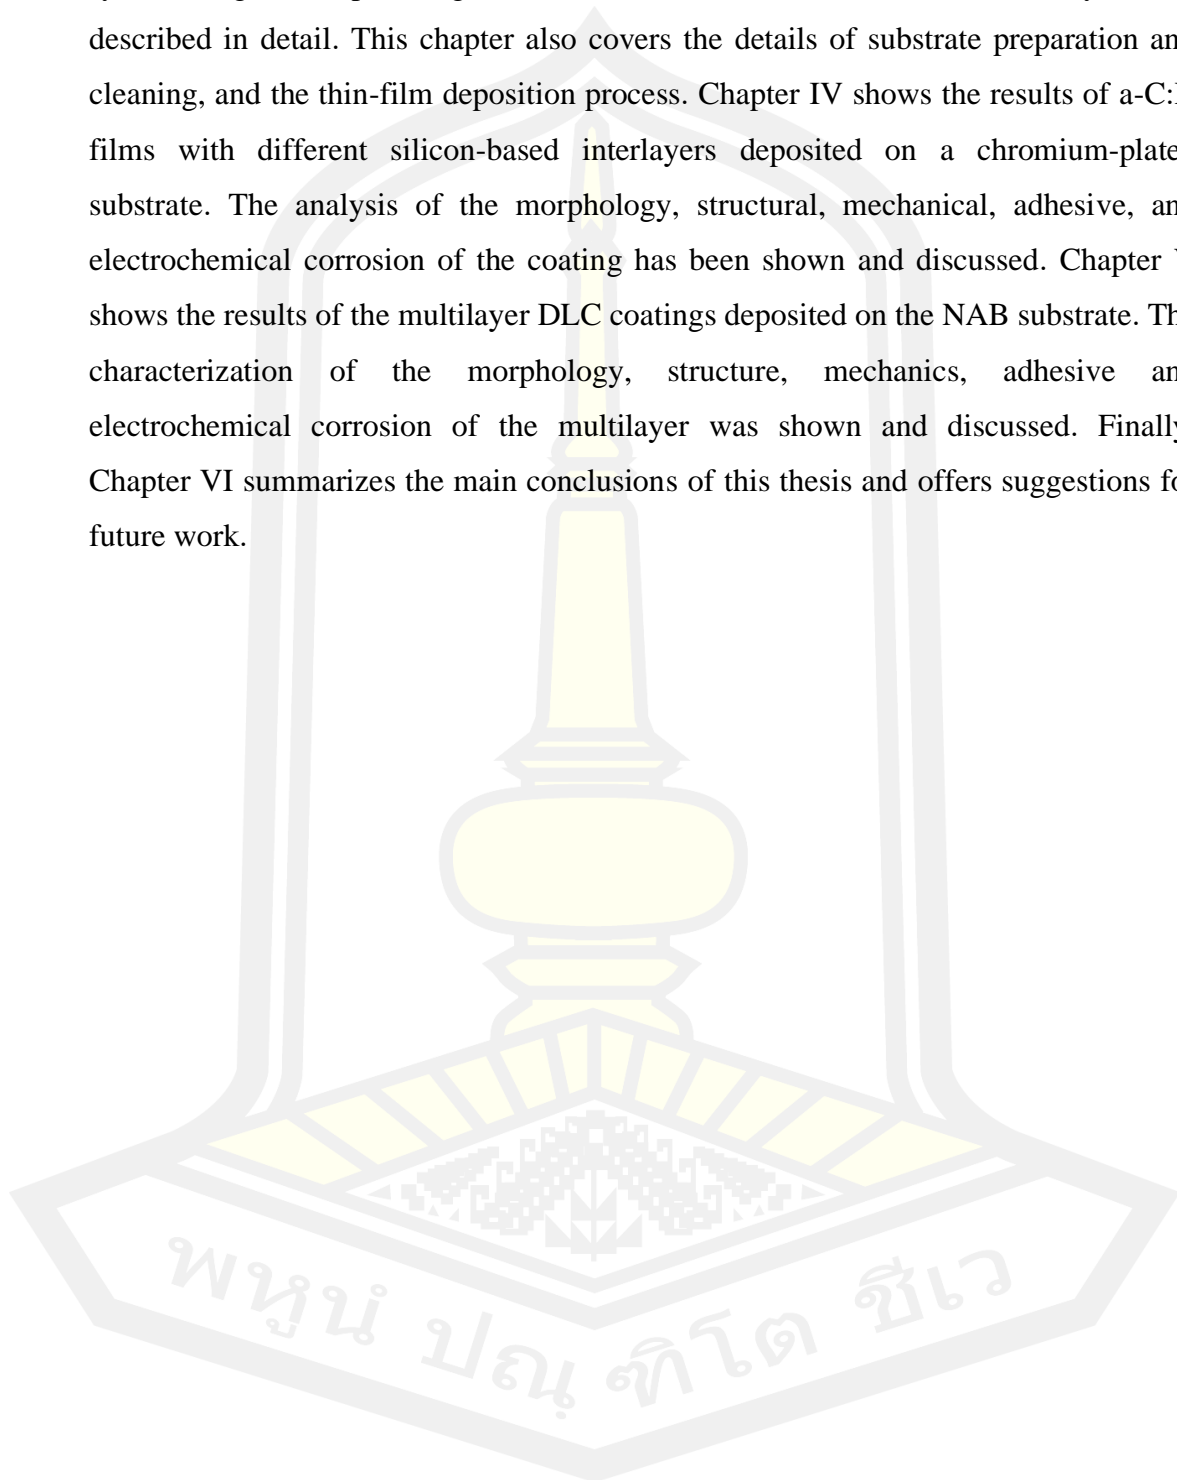 described in detail. This chapter also covers the details of substrate preparation an
cleaning, and the thin-film deposition process. Chapter IV shows the results of a-C:
films with different silicon-based interlayers deposited on a chromium-plate
substrate. The analysis of the morphology, structural, mechanical, adhesive, an
electrochemical corrosion of the coating has been shown and discussed. Chapter
shows the results of the multilayer DLC coatings deposited on the NAB substrate. Th
characterization of the morphology, structure, mechanics, adhesive an
electrochemical corrosion of the multilayer was shown and discussed. Finally
Chapter VI summarizes the main conclusions of this thesis and offers suggestions fo
future work.
พหูนํ ปณฺ ฑิโต ชีเว